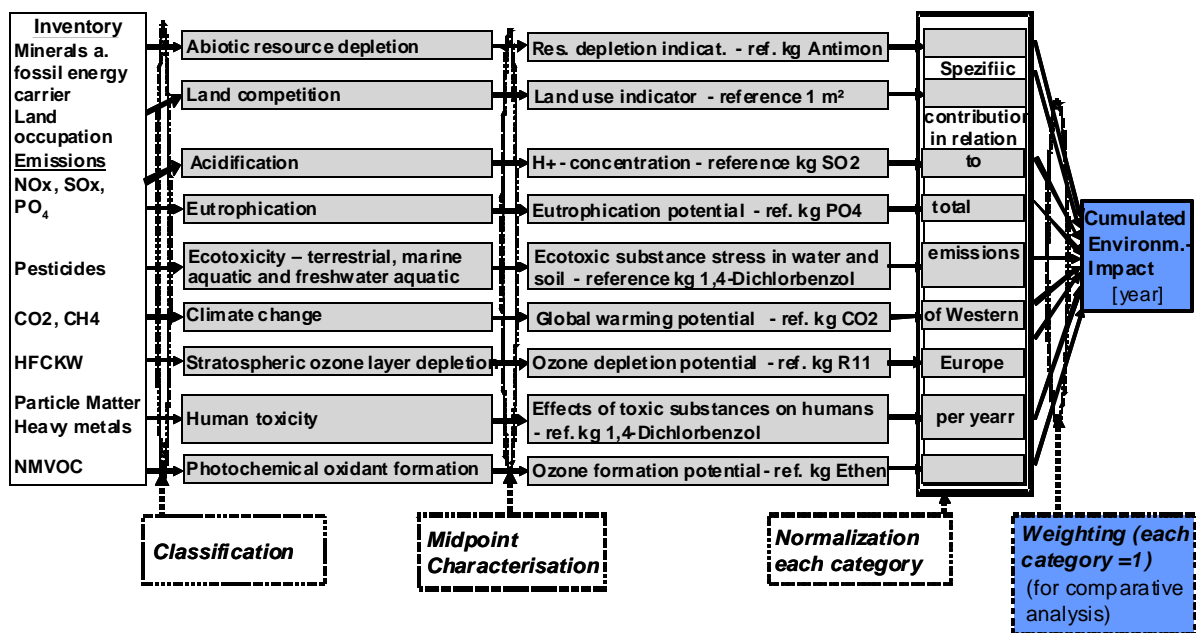 Inventory
Minerals a.
fossil energy
carrier
Land
occupation
Emissions
NOx, SOx,
PO4
Pesticides
CO2, CH4
HFCKW
Particle Matter
Heavy metals
NMVOC
Abiotic resource depletion
Land competition
Acidification
Eutrophication
Ecotoxicity – terrestrial, marine
aquatic and freshwater aquatic
Climate change
Stratospheric ozone layer depletion
Human toxicity
Photochemical oxidant formation
Res. depletion indicat. - ref. kg Antimon
Land use indicator - reference 1 m²
H+- concentration - reference kg SO2
Eutrophication potential - ref. kg PO4
Ecotoxic substance stress in water and
soil - reference kg 1,4-Dichlorbenzol
Global warming potential - ref. kg CO2
Ozone depletion potential - ref. kg R11
Effects of toxic substances on humans
- ref. kg 1,4-Dichlorbenzol
Ozone formation potential - ref. kg Ethen
Spezifiic
contribution
in relation
to
total
emissions
of Western
Europe
per yearr
Cumulated
Environm.-
Impact
[year]
Classification
Midpoint
Characterisation
Normalization
each category
Weighting (each
category =1)
(for comparative
analysis)